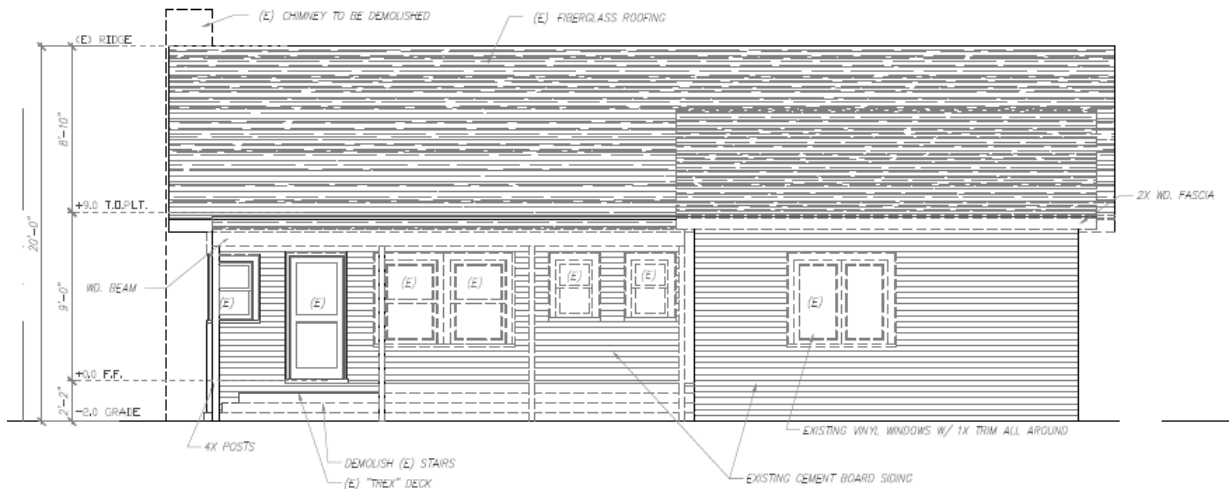 (E) CHIMNEY TO BE DEMOLISHED
(E) FIBERGLASS ROOFING
(E) RIDGE
8'-10"
20'-0"
+9.0 T.O.PLT.
2X WD. FASCIA
WD. BEAM
(E)
(E)
(E)
(E)
(E)
(E)
(E)
9'-0"
+0.0 F.F.
2'-2"
-2.0 GRADE
4X POSTS
EXISTING VINYL WINDOWS W/ 1X TRIM ALL AROUND
DEMOLISH (E) STAIRS
(E) "TREX" DECK
EXISTING CEMENT BOARD SIDING